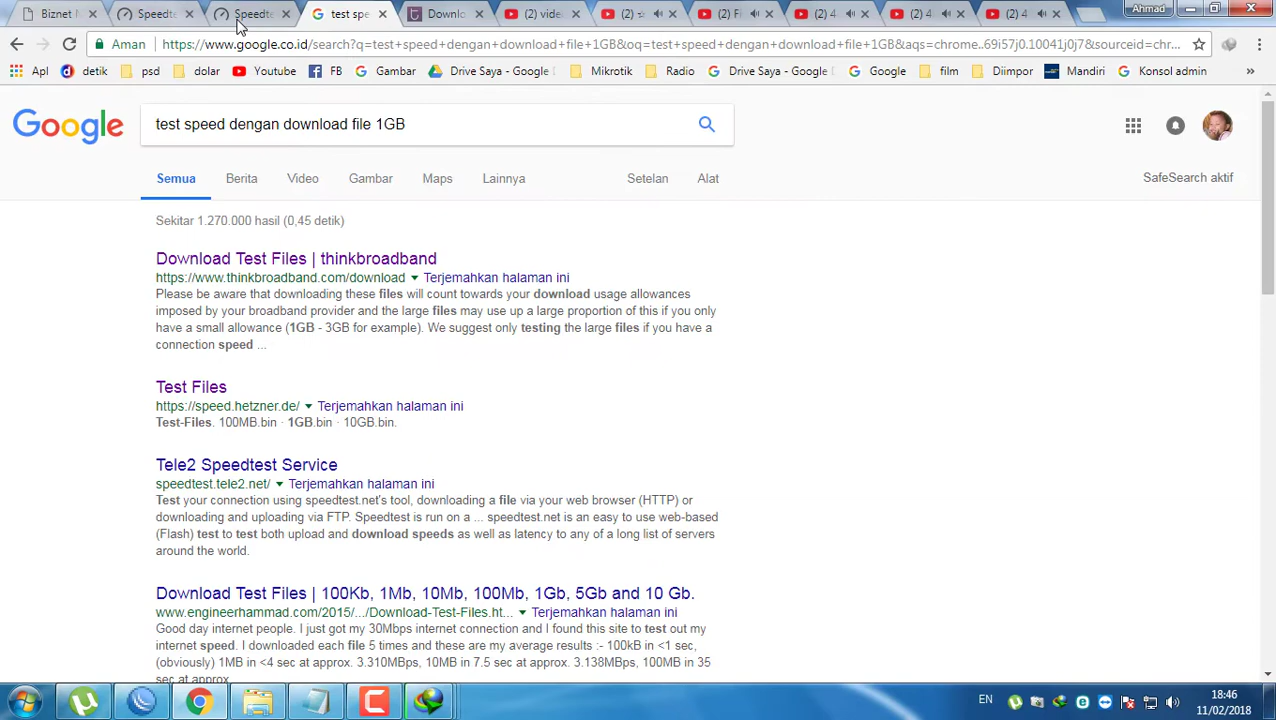 Biznet M
Speedte
Speedte
test spe
Downlo
(2) vide
(2)
(2) F
(2) 4
(2) 4
(2) 4
Ahmad
Aman
https://www.google.co.id/search?q=test+speed+dengan+download+file+1GB&oq=test+speed+dengan+download+file+1GB&aqs=chrome..69i57j0.10041j0j7&sourceid=chr...
Apl
detik
psd
dolar
Youtube
FB
Gambar
Drive Saya - Google
Mikrotik
Radio
Drive Saya - Google
Google
film
Diimpor
Mandiri
Konsol admin
»
Google
test speed dengan download file 1GB
Semua
Berita
Video
Gambar
Maps
Lainnya
Setelan
Alat
SafeSearch aktif
Sekitar 1.270.000 hasil (0,45 detik)
Download Test Files | thinkbroadband
https://www.thinkbroadband.com/download Terjemahkan halaman ini
Please be aware that downloading these files will count towards your download usage allowances
imposed by your broadband provider and the large files may use up a large proportion of this if you only
have a small allowance (1GB - 3GB for example). We suggest only testing the large files if you have a
connection speed ...
Test Files
https://speed.hetzner.de/ Terjemahkan halaman ini
Test-Files. 100MB.bin · 1GB.bin · 10GB.bin.
Tele2 Speedtest Service
speedtest.tele2.net/ Terjemahkan halaman ini
Test your connection using speedtest.net's tool, downloading a file via your web browser (HTTP) or
downloading and uploading via FTP. Speedtest is run on a ... speedtest.net is an easy to use web-based
(Flash) test to test both upload and download speeds as well as latency to any of a long list of servers
around the world.
Download Test Files | 100Kb, 1Mb, 10Mb, 100Mb, 1Gb, 5Gb and 10 Gb.
www.engineerhammad.com/2015/.../Download-Test-Files.ht... Terjemahkan halaman ini
Good day internet people. I just got my 30Mbps internet connection and I found this site to test out my
internet speed. I downloaded each file 5 times and these are my average results :- 100kB in <1 sec,
(obviously) 1MB in <4 sec at approx. 3.310MBps, 10MB in 7.5 sec at approx. 3.138MBps, 100MB in 35
sec at approx.
EN
18:46
11/02/2018